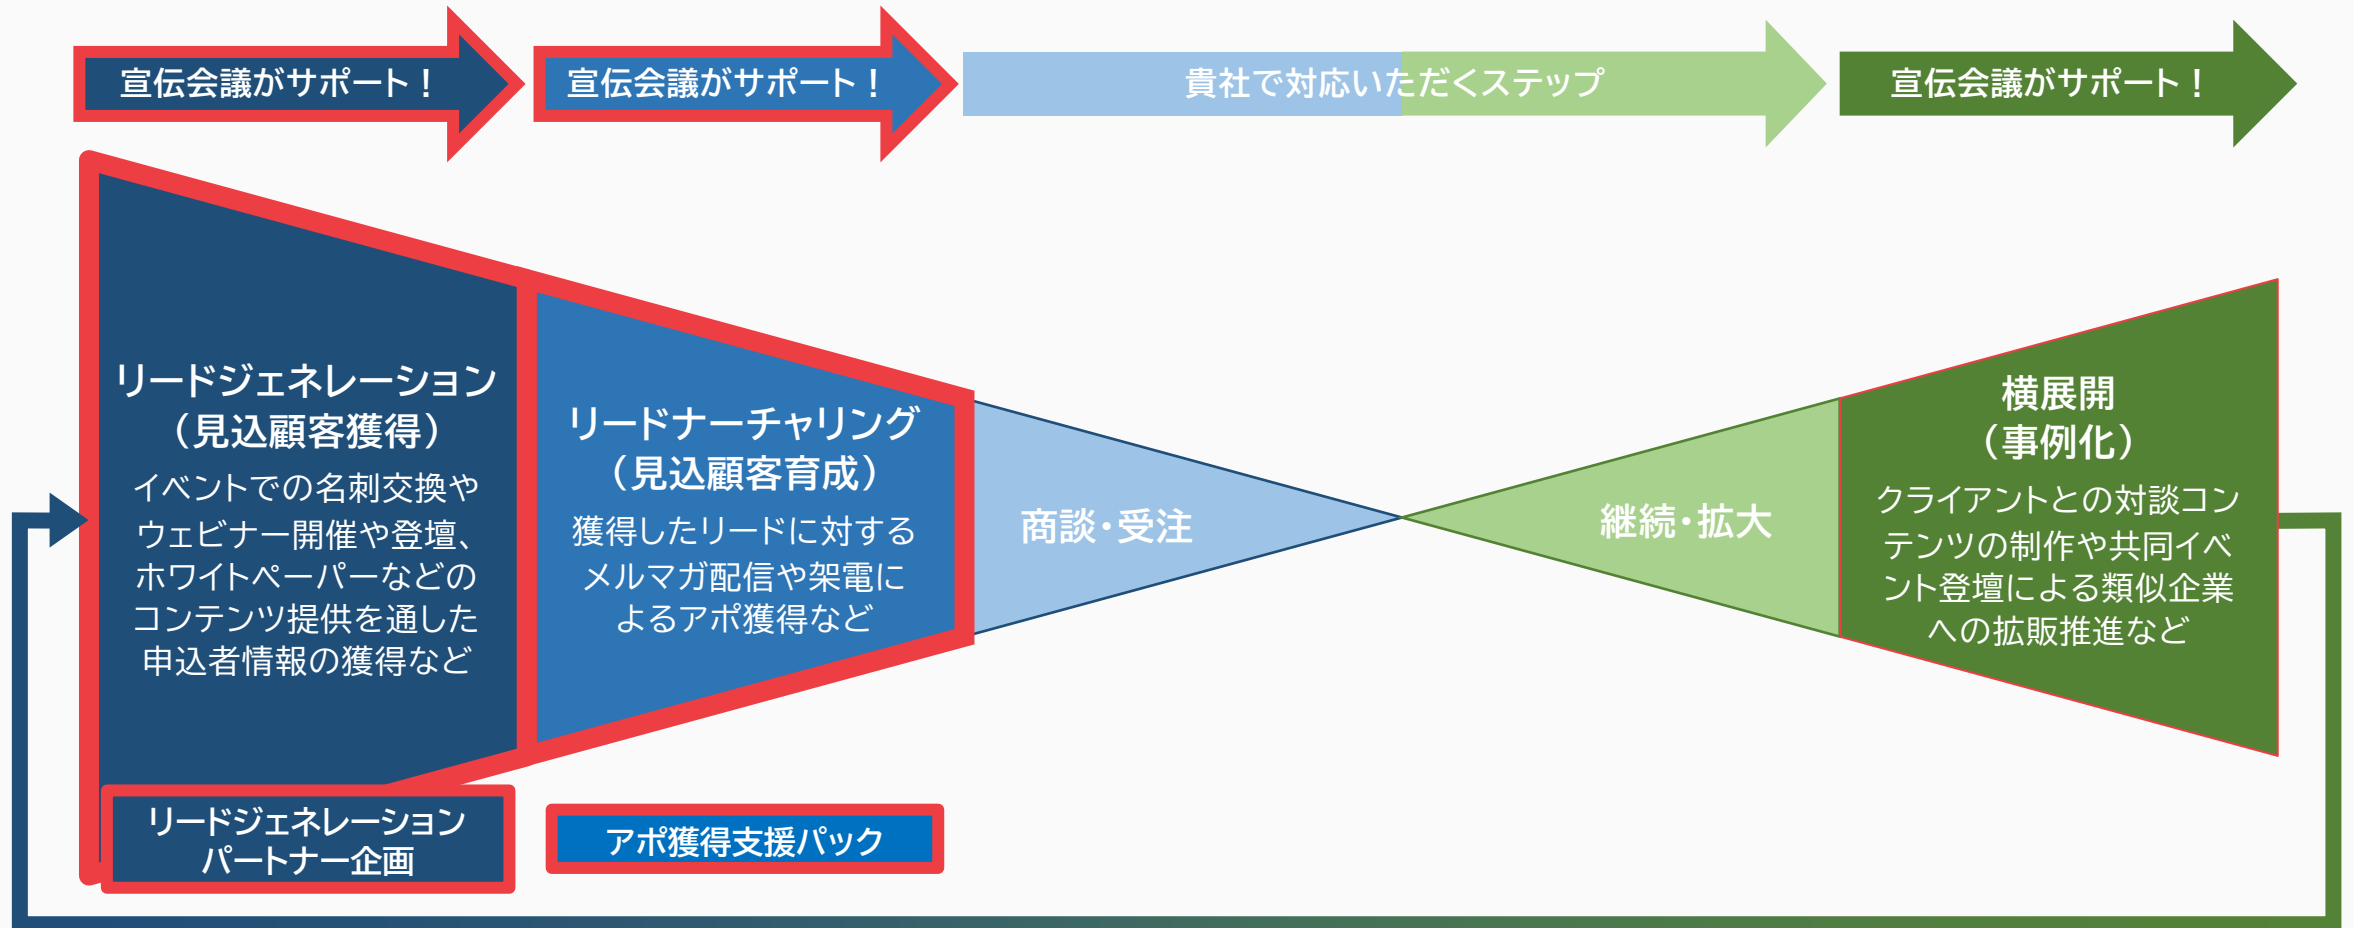 宣伝会議がサポート！
宣伝会議がサポート！
貴社で対応いただくステップ
宣伝会議がサポート！
リードジェネレーション
（見込顧客獲得）
イベントでの名刺交換や
ウェビナー開催や登壇、
ホワイトペーパーなどの
コンテンツ提供を通した
申込者情報の獲得など
リードナーチャリング
（見込顧客育成）
獲得したリードに対する
メルマガ配信や架電に
よるアポ獲得など
商談・受注
継続・拡大
横展開
（事例化）
クライアントとの対談コン
テンツの制作や共同イベ
ント登壇による類似企業
への拡販推進など
リードジェネレーション
パートナー企画
アポ獲得支援パック